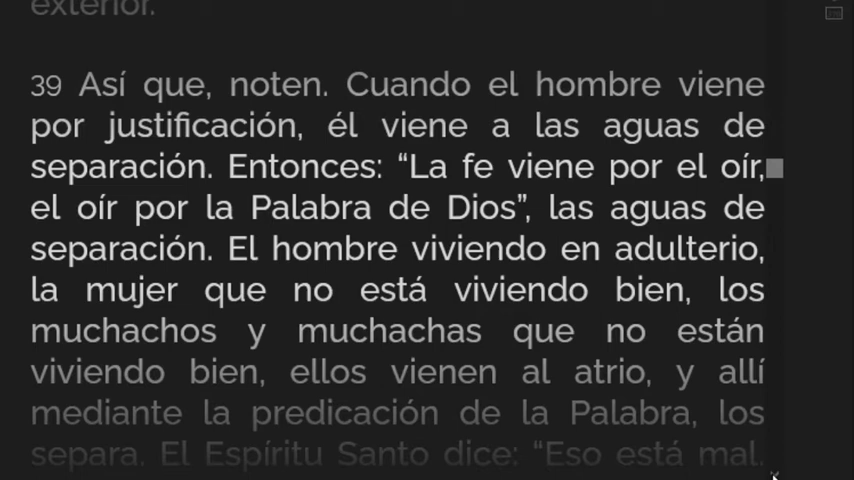 exterior.
39 Así que, noten. Cuando el hombre viene
por justificación, él viene a las aguas de
separación. Entonces: “La fe viene por el oír,
el oír por la Palabra de Dios”, las aguas de
separación. El hombre viviendo en adulterio,
la mujer que no está viviendo bien, los
muchachos y muchachas que no están
viviendo bien, ellos vienen al atrio, y allí
mediante la predicación de la Palabra, los
separa. El Espíritu Santo dice: “Eso está mal.